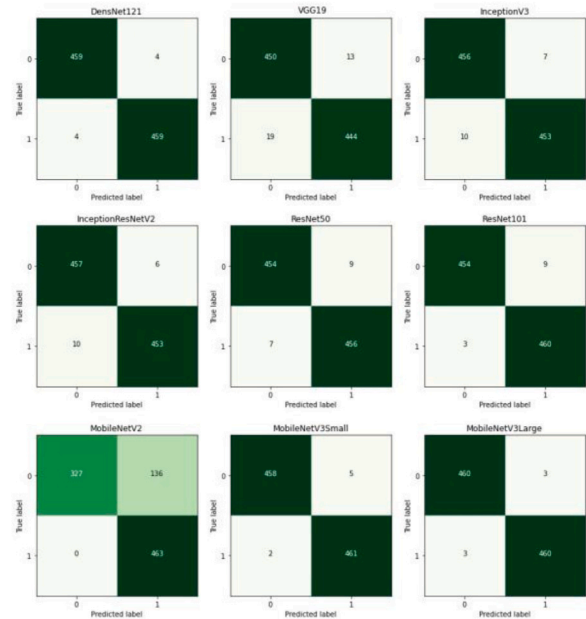 DensNet121
0
459
4
True label
1
4
459
0
1
Predicted label
VGG19
0
450
13
True label
1
19
444
0
1
Predicted label
InceptionV3
0
456
7
True label
1
10
453
0
1
Predicted label
InceptionResNetV2
0
457
6
True label
1
10
453
0
1
Predicted label
ResNet50
0
454
9
True label
1
7
456
0
1
Predicted label
ResNet101
0
454
9
True label
1
3
460
0
1
Predicted label
MobileNetV2
0
327
136
True label
1
0
463
0
1
Predicted label
MobileNetV3Small
0
458
5
True label
1
2
461
0
1
Predicted label
MobileNetV3Large
0
460
3
True label
1
3
460
0
1
Predicted label